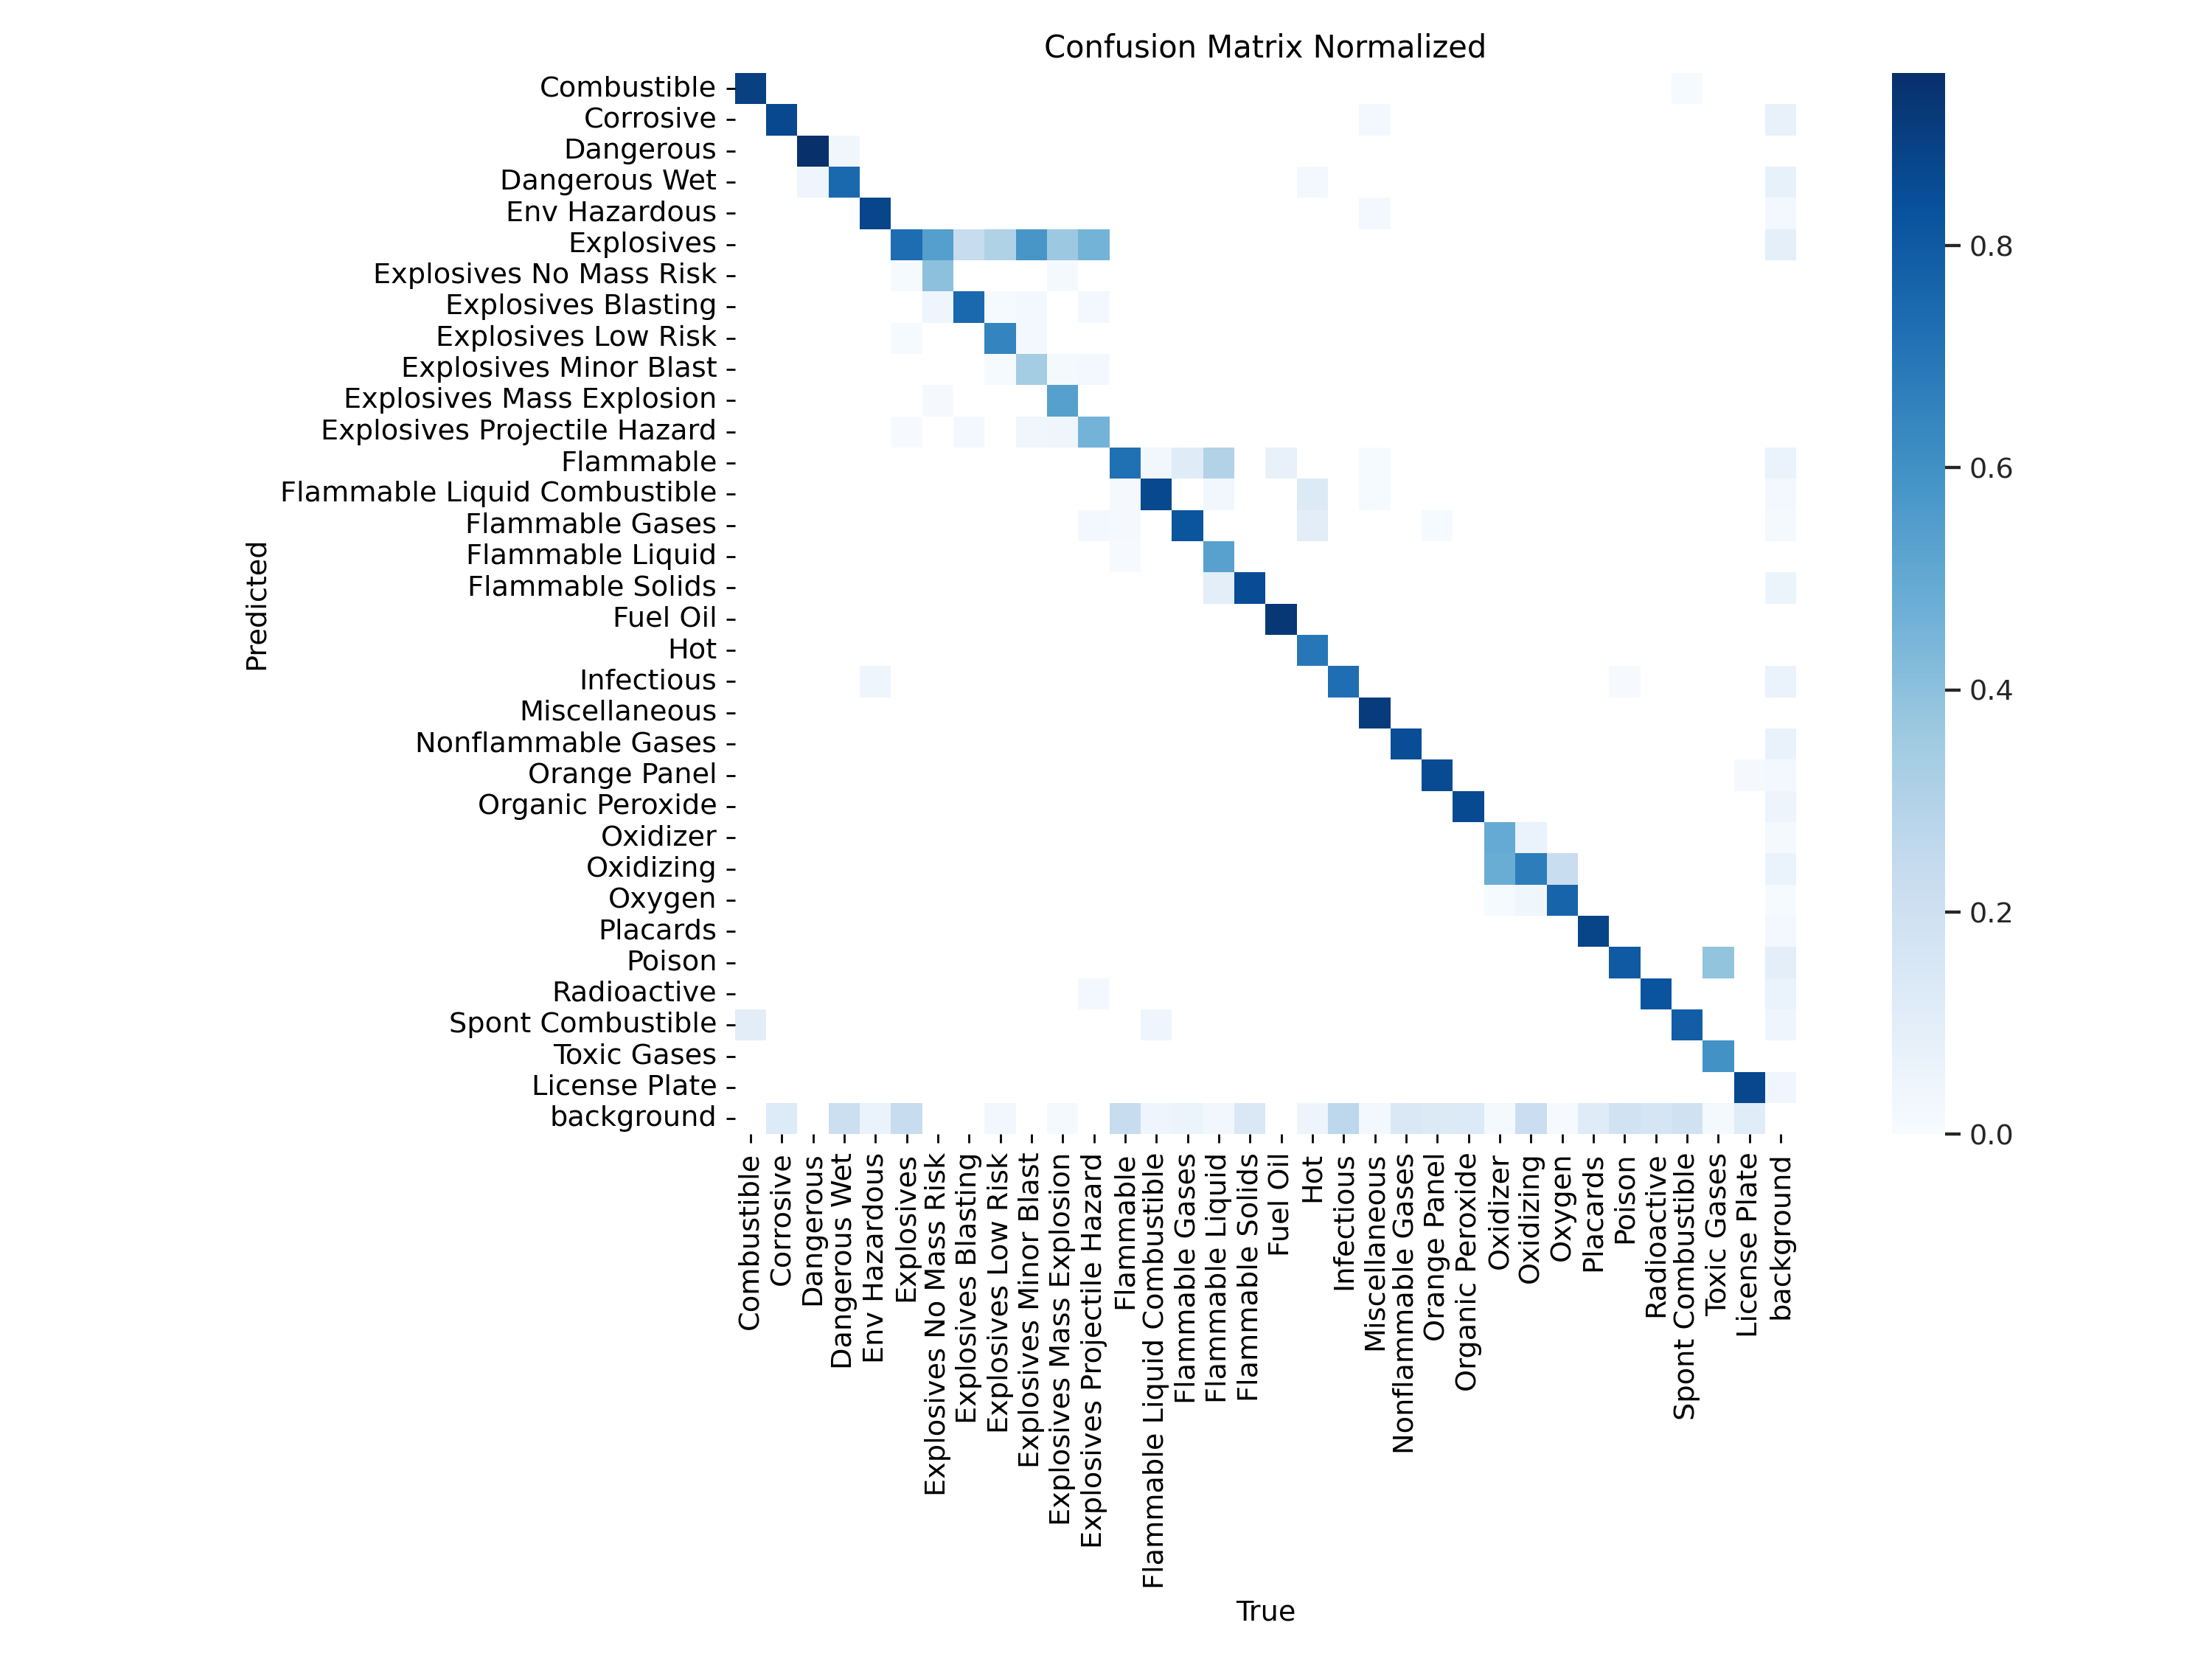 Confusion Matrix Normalized
Predicted
Combustible
Corrosive
Dangerous
Dangerous Wet
Env Hazardous
Explosives
Explosives No Mass Risk
Explosives Blasting
Explosives Low Risk
Explosives Minor Blast
Explosives Mass Explosion
Explosives Projectile Hazard
Flammable
Flammable Liquid Combustible
Flammable Gases
Flammable Liquid
Flammable Solids
Fuel Oil
Hot
Infectious
Miscellaneous
Nonflammable Gases
Orange Panel
Organic Peroxide
Oxidizer
Oxidizing
Oxygen
Placards
Poison
Radioactive
Spont Combustible
Toxic Gases
License Plate
background
Combustible
Corrosive
Dangerous
Dangerous Wet
Env Hazardous
Explosives
Explosives No Mass Risk
Explosives Blasting
Explosives Low Risk
Explosives Minor Blast
Explosives Mass Explosion
Explosives Projectile Hazard
Flammable
Flammable Liquid Combustible
Flammable Gases
Flammable Liquid
Flammable Solids
Fuel Oil
Hot
Infectious
Miscellaneous
Nonflammable Gases
Orange Panel
Organic Peroxide
Oxidizer
Oxidizing
Oxygen
Placards
Poison
Radioactive
Spont Combustible
Toxic Gases
License Plate
background
True
0.8
0.6
0.4
0.2
0.0